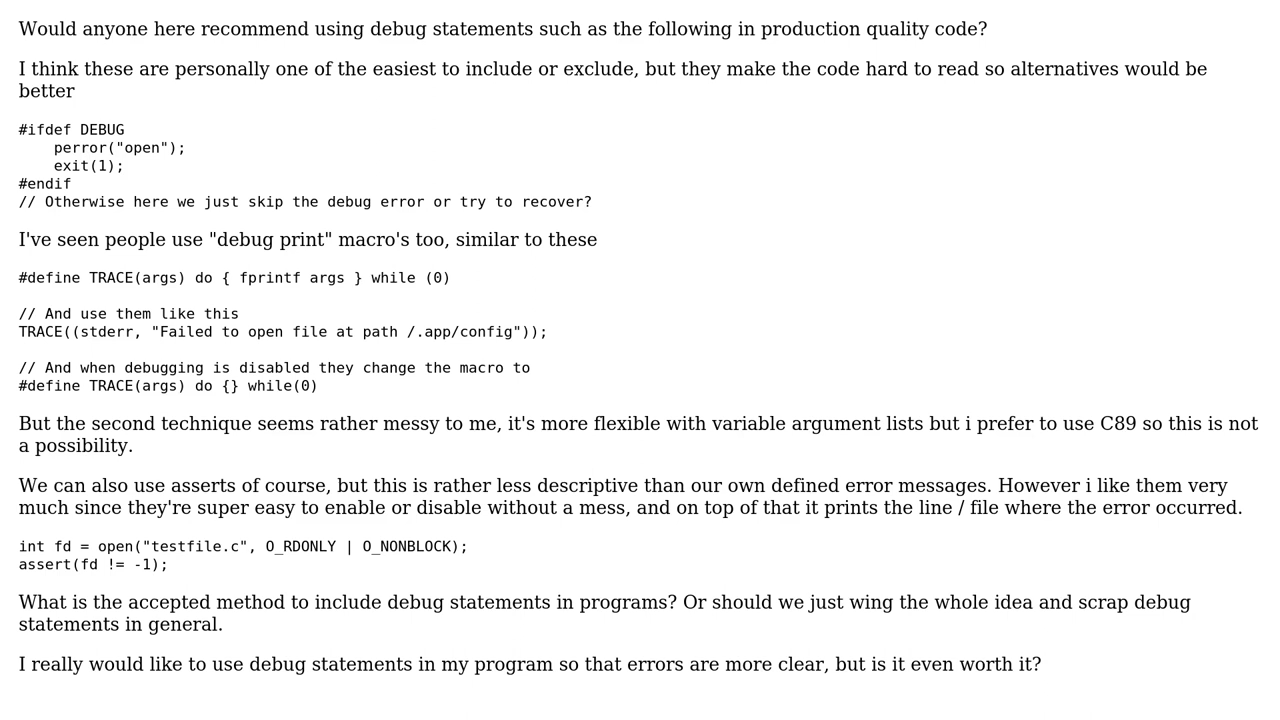 Would anyone here recommend using debug statements such as the following in production quality code?
I think these are personally one of the easiest to include or exclude, but they make the code hard to read so alternatives would be
better
#ifdef DEBUG
    perror("open");
    exit(1);
#endif
// Otherwise here we just skip the debug error or try to recover?
I've seen people use "debug print" macro's too, similar to these
#define TRACE(args) do { fprintf args } while (0)
// And use them like this
TRACE((stderr, "Failed to open file at path /.app/config"));
// And when debugging is disabled they change the macro to
#define TRACE(args) do {} while(0)
But the second technique seems rather messy to me, it's more flexible with variable argument lists but i prefer to use C89 so this is not
a possibility.
We can also use asserts of course, but this is rather less descriptive than our own defined error messages. However i like them very
much since they're super easy to enable or disable without a mess, and on top of that it prints the line / file where the error occurred.
int fd = open("testfile.c", O_RDONLY | O_NONBLOCK);
assert(fd != -1);
What is the accepted method to include debug statements in programs? Or should we just wing the whole idea and scrap debug
statements in general.
I really would like to use debug statements in my program so that errors are more clear, but is it even worth it?